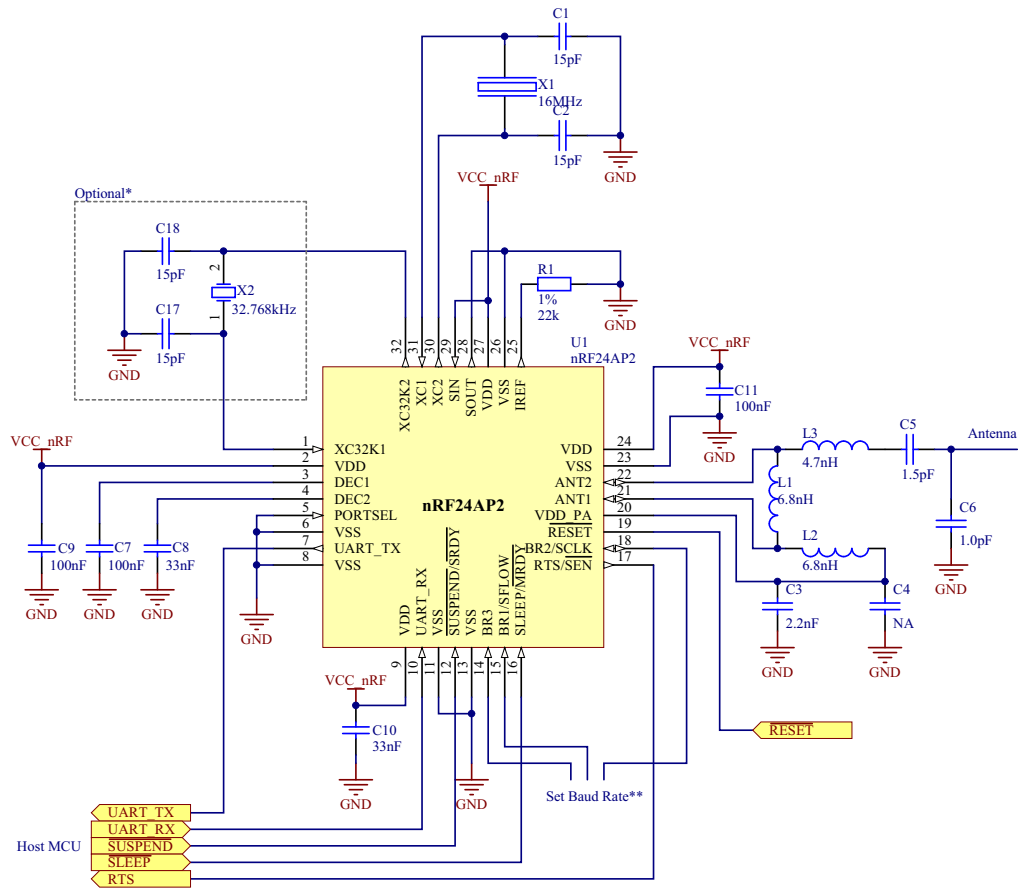 C1
15pF
X1
16MHz
C2
15pF
GND
VCC_nRF
Optional*
C18
15pF
2
X2
32.768kHz
1
C17
15pF
GND
R1
1%
22k
GND
U1
nRF24AP2
32
31
30
29
28
27
26
25
XC32K2
XC1
XC2
SIN
SOUT
VDD
VSS
IREF
VCC_nRF
C11
100nF
GND
VCC_nRF
1
2
3
4
5
6
7
8
XC32K1
VDD
DEC1
DEC2
PORTSEL
VSS
UART_TX
VSS
nRF24AP2
VDD
VSS
ANT2
ANT1
VDD_PA
RESET
BR2/SCLK
RTS/SEN
24
23
22
21
20
19
18
17
L3
4.7nH
C5
1.5pF
Antenna
L1
6.8nH
L2
6.8nH
C6
1.0pF
GND
C3
2.2nF
GND
C4
NA
GND
C9
100nF
GND
C7
100nF
GND
C8
33nF
GND
GND
VDD
UART_RX
VSS
SUSPEND/SRDY
VSS
BR3
BR1/SFLOW
SLEEP/MRDY
9
10
11
12
13
14
15
16
VCC_nRF
C10
33nF
GND
GND
RESET
Set Baud Rate**
Host MCU
UART_TX
UART_RX
SUSPEND
SLEEP
RTS